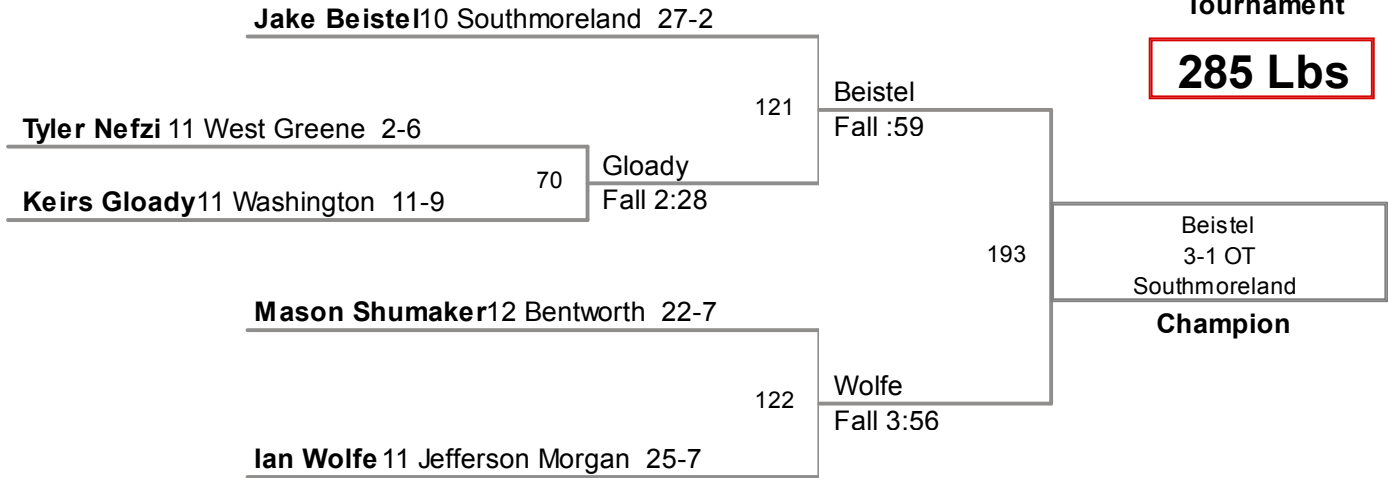 Tournament
Jake Beistel 10 Southmoreland 27-2
285 Lbs
Beistel
121
Fall :59
Tyler Nefzi 11 West Greene 2-6
Gloady
70
Fall 2:28
Keirs Gloady 11 Washington 11-9
Beistel
3-1 OT
Southmoreland
193
Champion
Mason Shumaker 12 Bentworth 22-7
Wolfe
122
Fall 3:56
Ian Wolfe 11 Jefferson Morgan 25-7